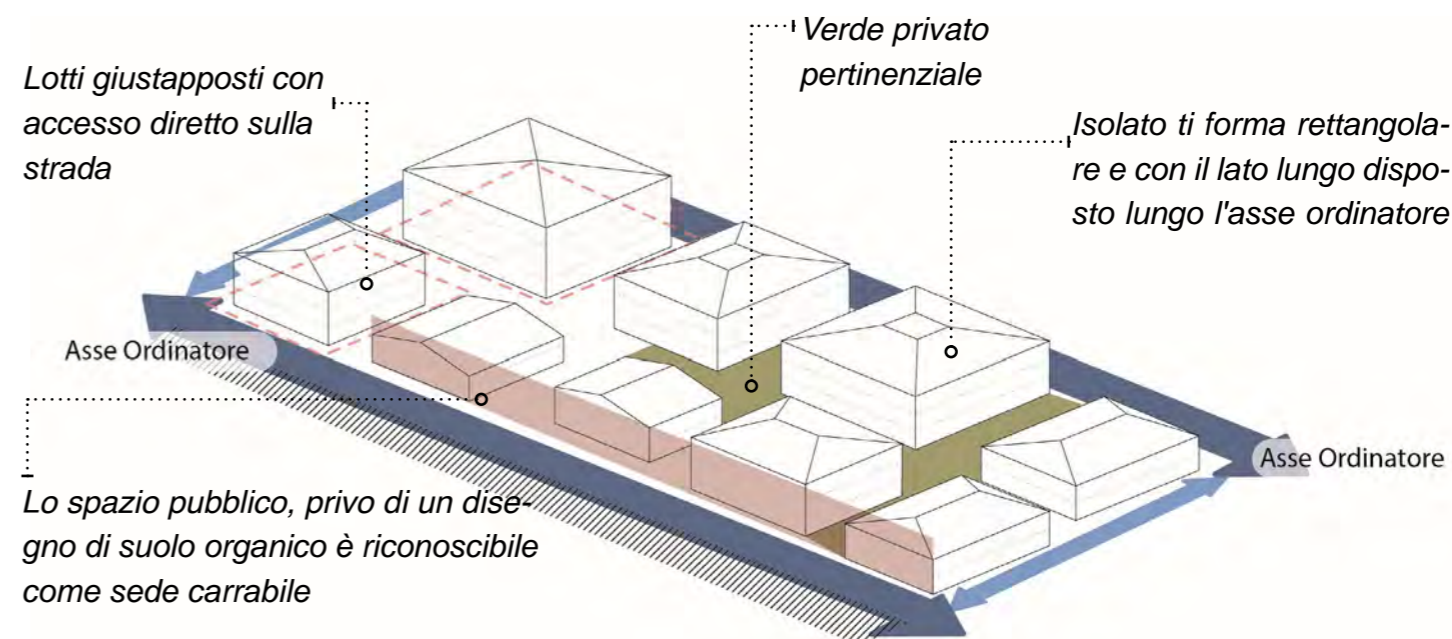 Verde privato
pertinenziale
Lotti giustapposti con
accesso diretto sulla
strada
Isolato ti forma rettangola-
re e con il lato lungo dispo-
sto lungo l'asse ordinatore
Asse Ordinatore
Asse Ordinatore
Lo spazio pubblico, privo di un dise-
gno di suolo organico è riconoscibile
come sede carrabile